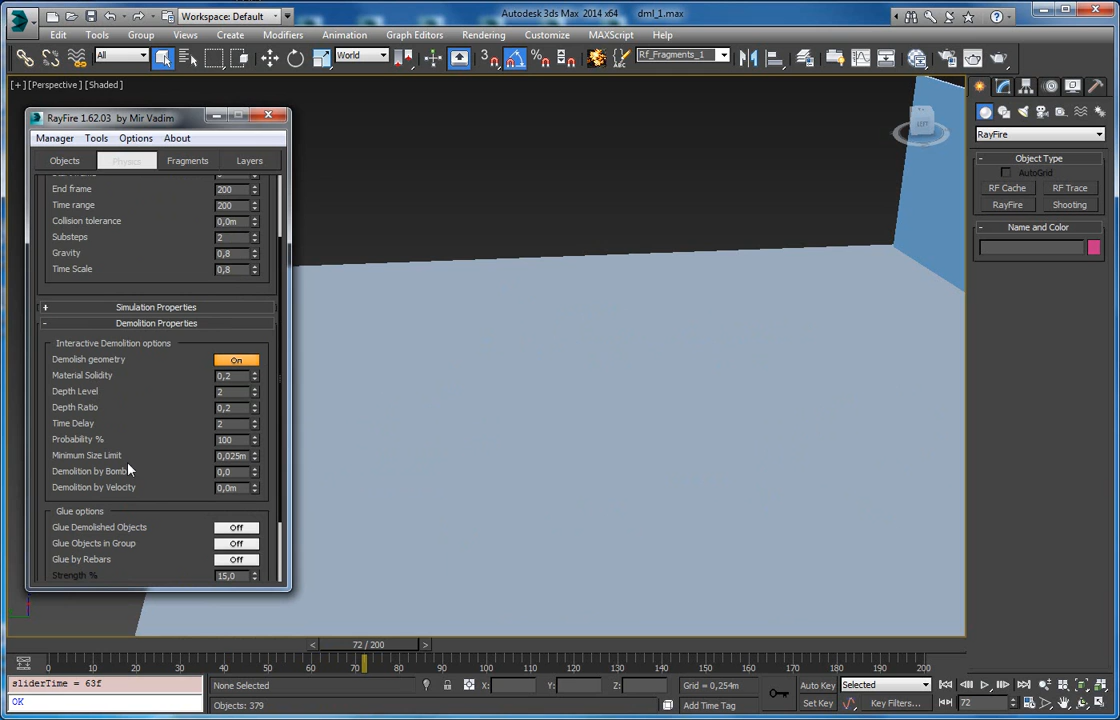 Workspace: Default
Autodesk 3ds Max 2014 x64 dml_1.max
Edit Tools Group Views Create Modifiers Animation Graph Editors Rendering Customize MAXScript Help
All World Rf_Fragments_1
[+] [Perspective] [Shaded]
LEFT
RayFire 1.62.03 by Mir Vadim
Manager Tools Options About
Objects Physics Fragments Layers
End frame 200
Time range 200
Collision tolerance 0,0m
Substeps 2
Gravity 0,8
Time Scale 0,8
+ Simulation Properties
- Demolition Properties
Interactive Demolition options
Demolish geometry On
Material Solidity 0,2
Depth Level 2
Depth Ratio 0,2
Time Delay 2
Probability % 100
Minimum Size Limit 0,025m
Demolition by Bomb 0,0
Demolition by Velocity 0,0m
Glue options
Glue Demolished Objects Off
Glue Objects in Group Off
Glue by Rebars Off
Strength % 15,0
RayFire
- Object Type
AutoGrid
RF Cache RF Trace
RayFire Shooting
- Name and Color
< 72 / 200 >
0 10 20 30 40 50 60 70 80 90 100 110 120 130 140 150 160 170 180 190 200
sliderTime = 63f
OK
None Selected
X: Y: Z: Grid = 0,254m
Objects: 379
Add Time Tag
Auto Key Selected
Set Key Key Filters...
72